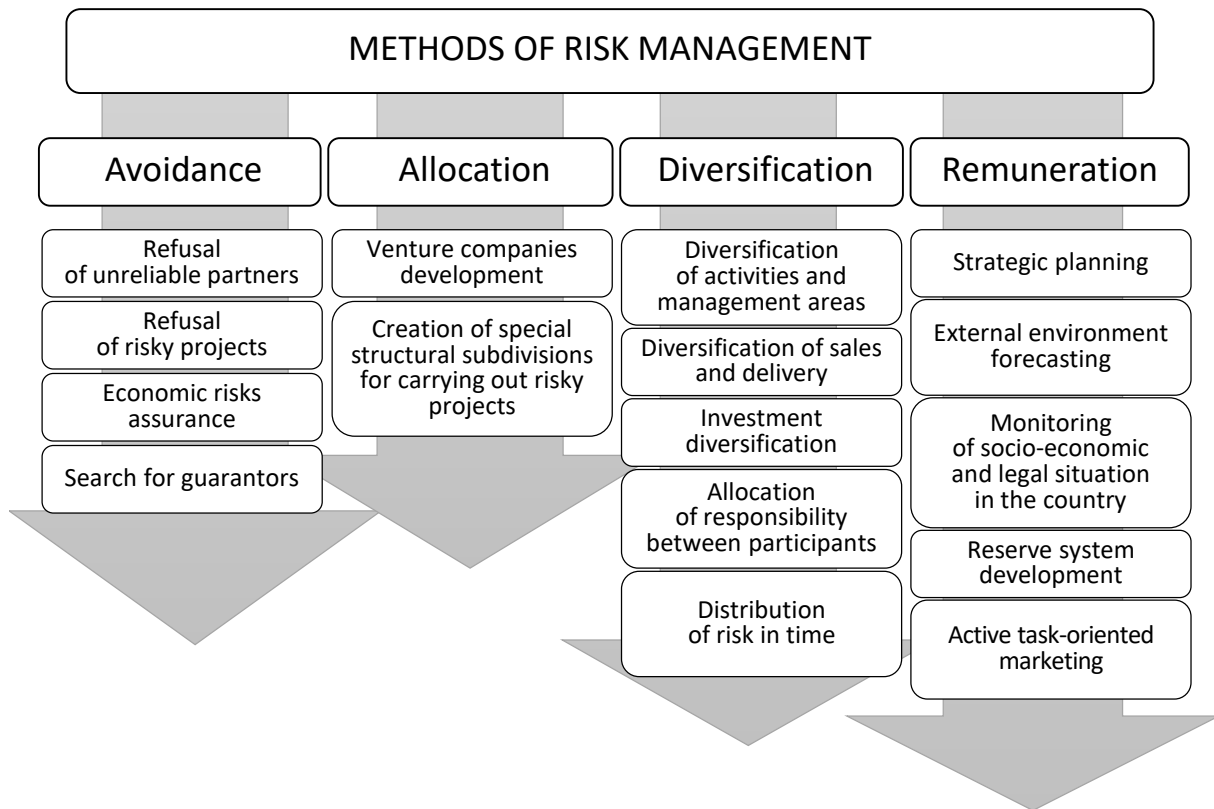 METHODS OF RISK MANAGEMENT
Avoidance
Refusal
of unreliable partners
Refusal
of risky projects
Economic risks
assurance
Search for guarantors
Allocation
Venture companies
development
Creation of special
structural subdivisions
for carrying out risky
projects
Diversification
Diversification
of activities and
management areas
Diversification of sales
and delivery
Investment
diversification
Allocation
of responsibility
between participants
Distribution
of risk in time
Remuneration
Strategic planning
External environment
forecasting
Monitoring
of socio-economic
and legal situation
in the country
Reserve system
development
Active task-oriented
marketing